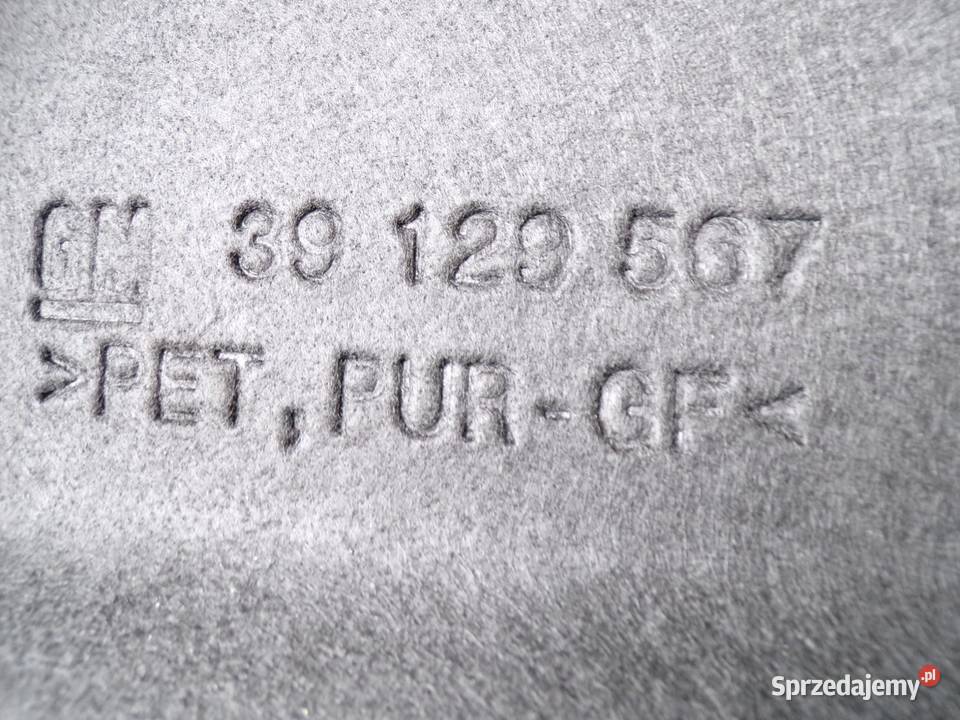 GM 39 129 567
>PET,PUR-GF<
Sprzedajemy.pl